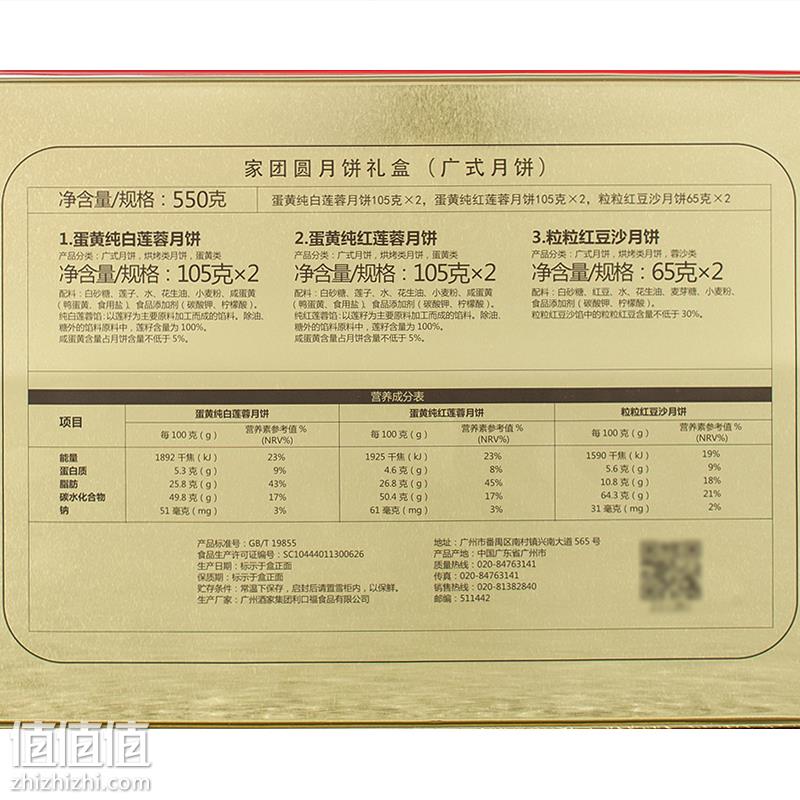 家团圆月饼礼盒（广式月饼）
净含量/规格：550克
蛋黄纯白莲蓉月饼105克×2，蛋黄纯红莲蓉月饼105克×2，粒粒红豆沙月饼65克×2
1.蛋黄纯白莲蓉月饼
产品分类：广式月饼，烘烤类月饼，蛋黄类
净含量/规格：105克×2
配料：白砂糖、莲子、水、花生油、小麦粉、咸蛋黄
（鸭蛋黄、食用盐）、食品添加剂（碳酸钾、柠檬酸）。
纯白莲蓉馅：以莲籽为主要原料加工而成的馅料。除油、
糖外的馅料原料中，莲籽含量为100%。
咸蛋黄含量占月饼含量不低于5%。
2.蛋黄纯红莲蓉月饼
产品分类：广式月饼，烘烤类月饼，蛋黄类
净含量/规格：105克×2
配料：白砂糖、莲子、水、花生油、小麦粉、咸蛋黄
（鸭蛋黄、食用盐）、食品添加剂（碳酸钾、柠檬酸）。
纯红莲蓉馅：以莲籽为主要原料加工而成的馅料。除油、
糖外的馅料原料中，莲籽含量为100%。
咸蛋黄含量占月饼含量不低于5%。
3.粒粒红豆沙月饼
产品分类：广式月饼，烘烤类月饼，蓉沙类
净含量/规格：65克×2
配料：白砂糖、红豆、水、花生油、麦芽糖、小麦粉、
食品添加剂（碳酸钾、柠檬酸）。
粒粒红豆沙馅中的粒粒红豆含量不低于30%。
营养成分表
项目 蛋黄纯白莲蓉月饼 蛋黄纯红莲蓉月饼 粒粒红豆沙月饼
每100克（g） 营养素参考值%（NRV%） 每100克（g） 营养素参考值%（NRV%） 每100克（g） 营养素参考值%（NRV%）
能量 1892千焦（kJ） 23% 1925千焦（kJ） 23% 1590千焦（kJ） 19%
蛋白质 5.3克（g） 9% 4.6克（g） 8% 5.6克（g） 9%
脂肪 25.8克（g） 43% 26.8克（g） 45% 10.8克（g） 18%
碳水化合物 49.8克（g） 17% 50.4克（g） 17% 64.3克（g） 21%
钠 51毫克（mg） 3% 61毫克（mg） 3% 31毫克（mg） 2%
产品标准号：GB/T 19855
食品生产许可证编号：SC10444011300626
生产日期：标示于盒正面
保质期：标示于盒正面
贮存条件：常温下保存，启封后请置雪柜内，以保鲜。
生产厂家：广州酒家集团利口福食品有限公司
地址：广州市番禺区南村镇兴南大道565号
产品产地：中国广东省广州市
质量热线：020-84763141
传真：020-84763141
销售热线：020-81382840
邮编：511442
值值值
zhizhizhi.com